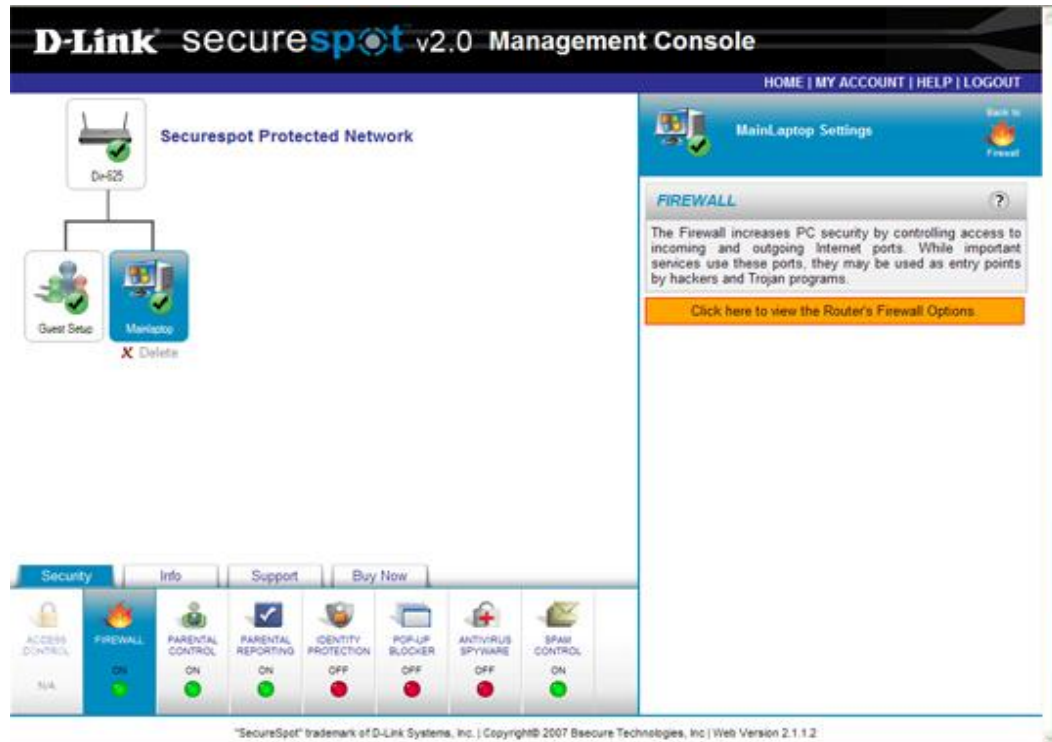 D-Link securespot v2.0 Management Console
HOME | MY ACCOUNT | HELP | LOGOUT
Securespot Protected Network
Dir-625
Guest Setup
Mainlaptop
X Delete
MainLaptop Settings
Back to
Firewall
FIREWALL
?
The Firewall increases PC security by controlling access to
incoming and outgoing Internet ports. While important
services use these ports, they may be used as entry points
by hackers and Trojan programs.
Click here to view the Router's Firewall Options.
Security
Info
Support
Buy Now
ACCESS
CONTROL
N/A
FIREWALL
ON
PARENTAL
CONTROL
ON
PARENTAL
REPORTING
ON
IDENTITY
PROTECTION
OFF
POP-UP
BLOCKER
OFF
ANTIVIRUS
SPYWARE
OFF
SPAM
CONTROL
ON
"SecureSpot" trademark of D-Link Systems, Inc. | Copyright© 2007 Bsecure Technologies, Inc | Web Version 2.1.1.2